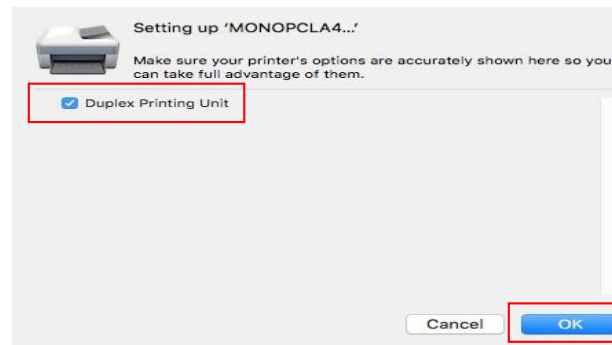 Setting up 'MONOPCLA4...'
Make sure your printer's options are accurately shown here so you
can take full advantage of them.
Duplex Printing Unit
Cancel
OK